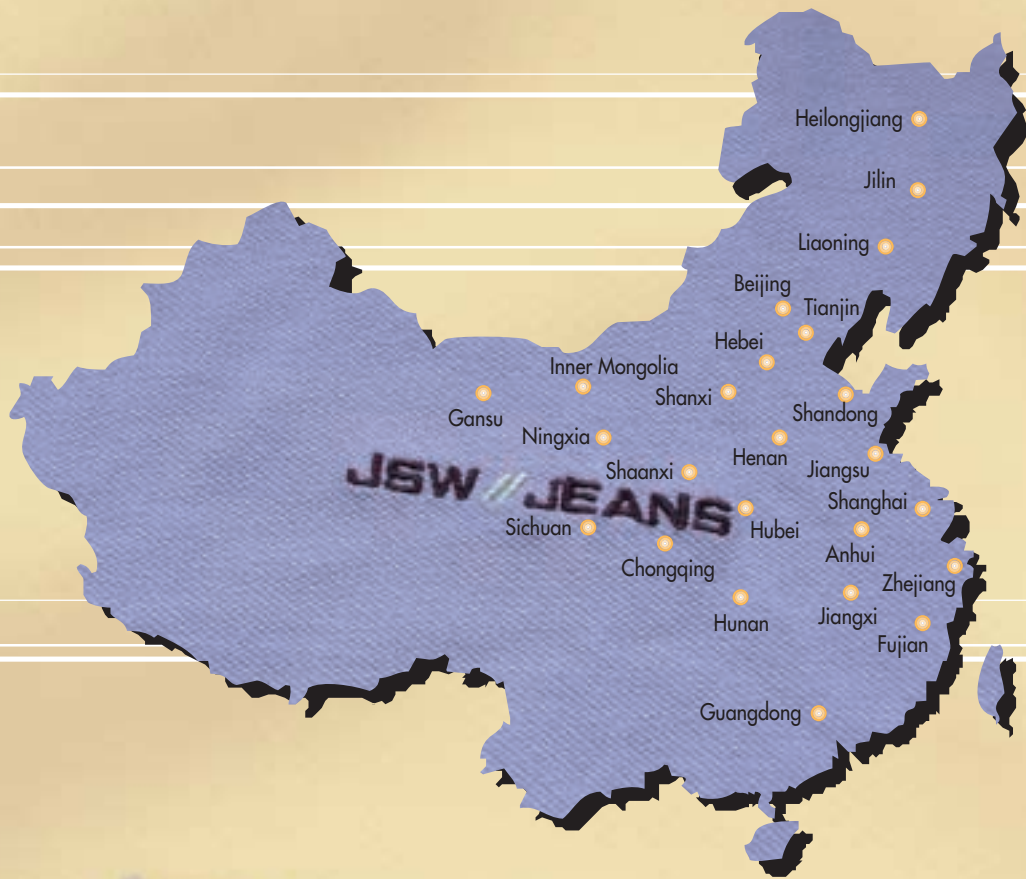 Heilongjiang
Jilin
Liaoning
Beijing
Tianjin
Hebei
Inner Mongolia
Shanxi
Shandong
Gansu
Ningxia
Henan
Jiangsu
Shaanxi
JSW // JEANS
Shanghai
Sichuan
Hubei
Anhui
Chongqing
Zhejiang
Hunan
Jiangxi
Fujian
Guangdong